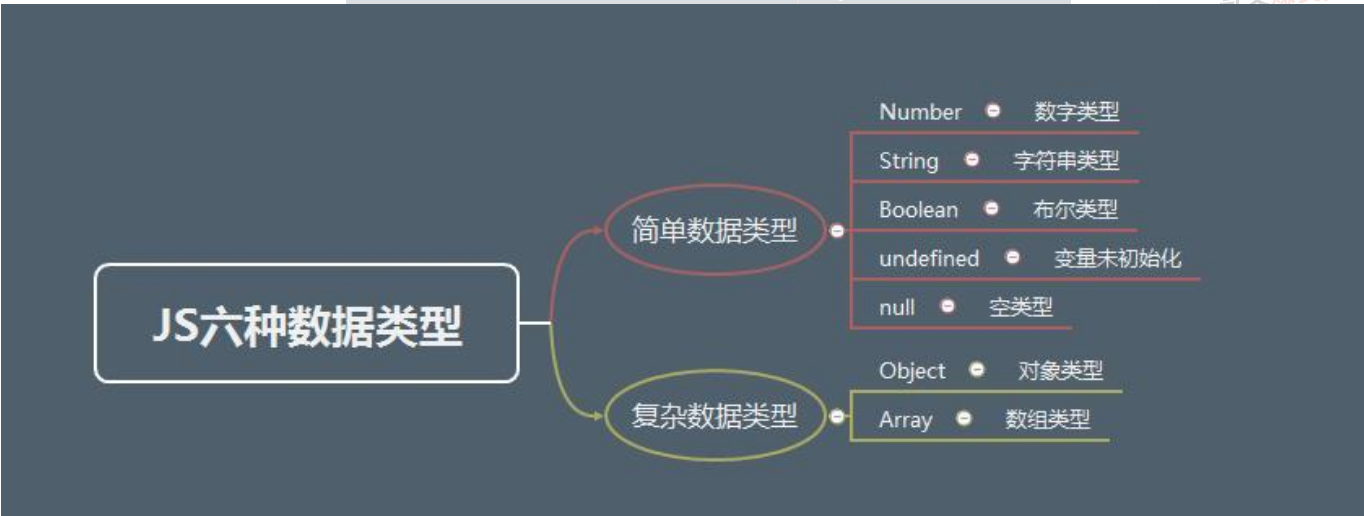 JS六种数据类型
简单数据类型
Number 数字类型
String 字符串类型
Boolean 布尔类型
undefined 变量未初始化
null 空类型
复杂数据类型
Object 对象类型
Array 数组类型